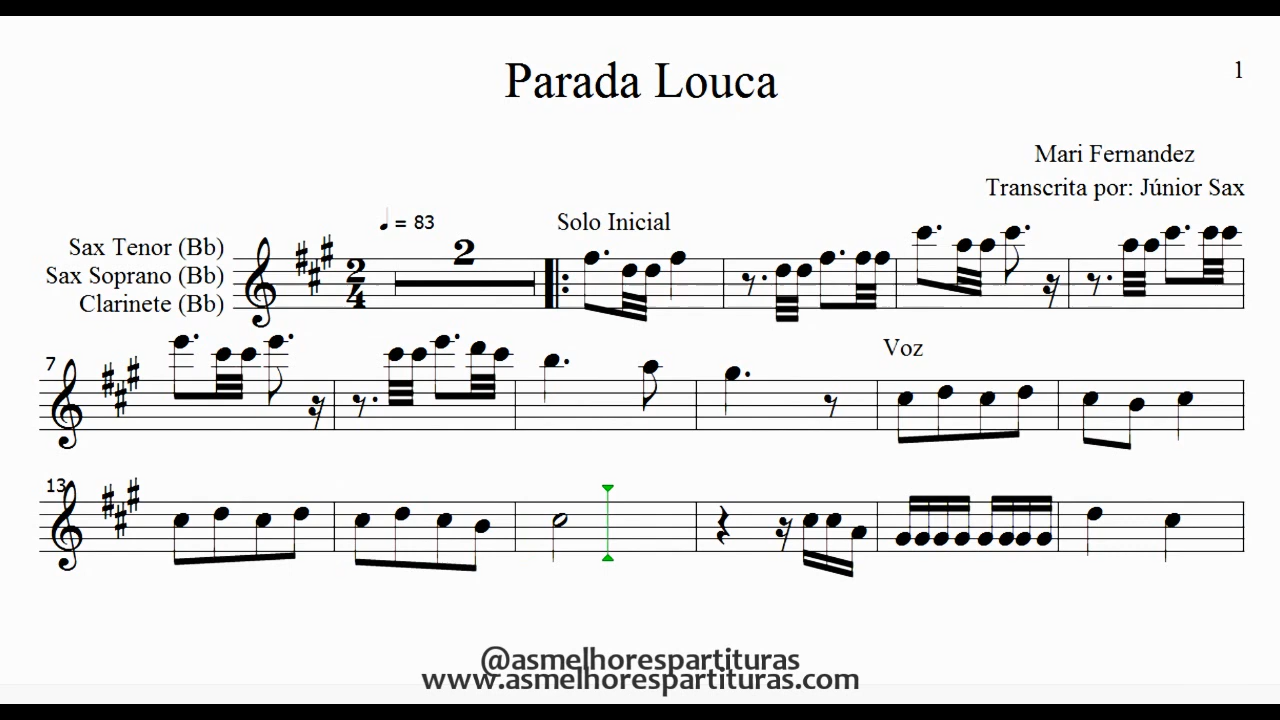 Parada Louca
1
Mari Fernandez
Transcrita por: Júnior Sax
= 83
Solo Inicial
Sax Tenor (Bb)
Sax Soprano (Bb)
Clarinete (Bb)
2
4
2
7
Voz
13
@asmelhorespartituras
www.asmelhorespartituras.com